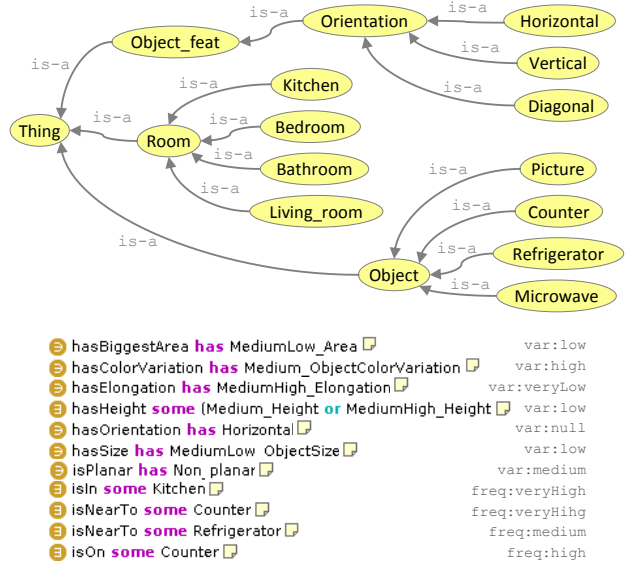 Orientation
is-a
Horizontal
Object_feat
is-a
is-a
Vertical
is-a
is-a
Diagonal
Kitchen
is-a
Thing
is-a
Room
is-a
Bedroom
is-a
Bathroom
is-a
Living_room
is-a
Picture
is-a
Counter
is-a
Refrigerator
is-a
Object
Microwave
is-a
hasBiggestArea has MediumLow_Area var:low
hasColorVariation has Medium_ObjectColorVariation var:high
hasElongation has MediumHigh_Elongation var:veryLow
hasHeight some (Medium_Height or MediumHigh_Height var:low
hasOrientation has Horizontal var:null
hasSize has MediumLow_ObjectSize var:low
isPlanar has Non_planar var:medium
isIn some Kitchen freq:veryHigh
isNearTo some Counter freq:veryHihg
isNearTo some Refrigerator freq:medium
isOn some Counter freq:high